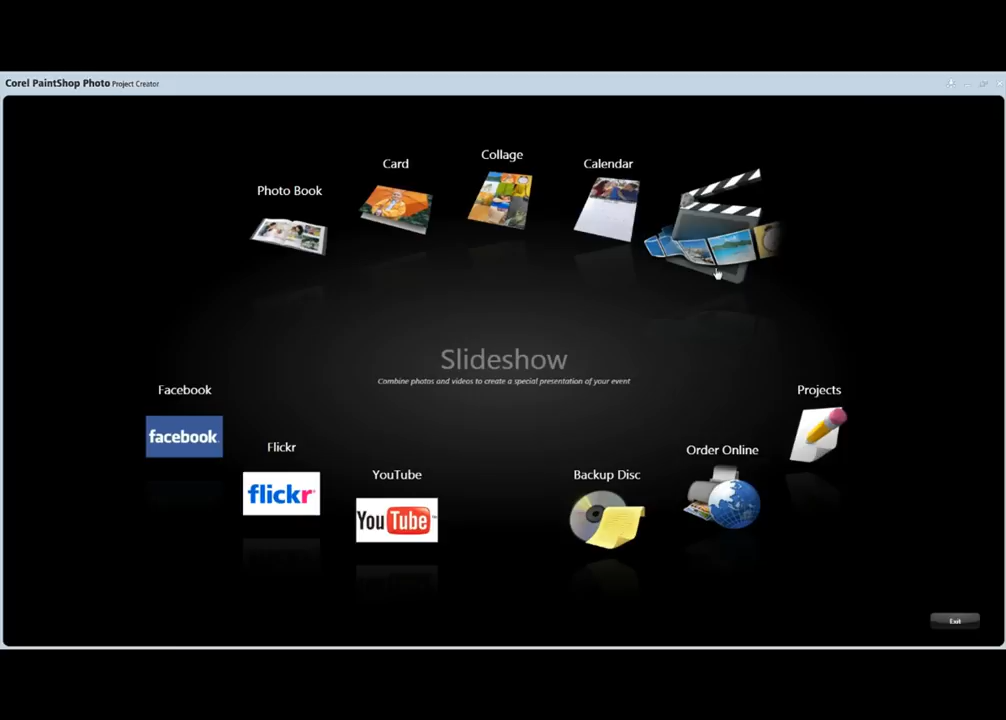 Corel PaintShop Photo Project Creator
Collage
Card
Calendar
Photo Book
Slideshow
Combine photos and videos to create a special presentation of your event
Facebook
Projects
facebook
Flickr
Order Online
flickr
YouTube
Backup Disc
YouTube
Exit